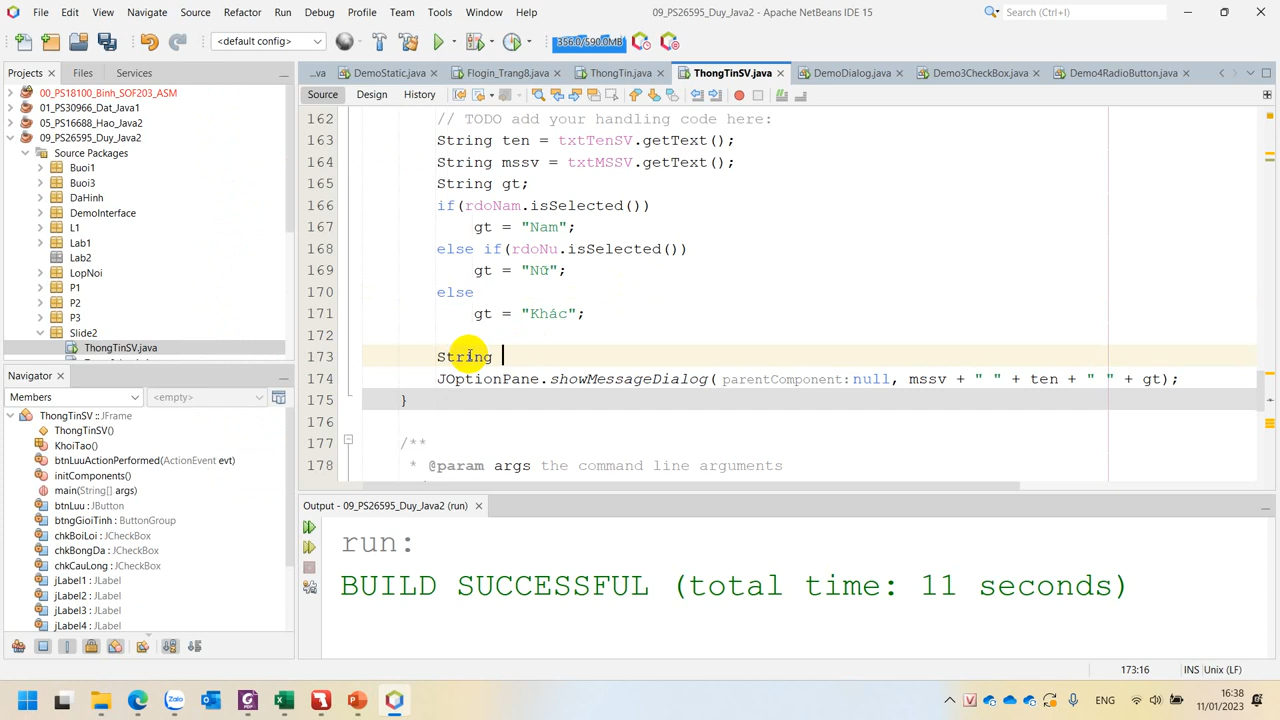 File Edit View Navigate Source Refactor Run Debug Profile Team Tools Window Help 09_PS26595_Duy_Java2 - Apache NetBeans IDE 15 Search (Ctrl+I)
<default config> 356.0/590.0MB
Projects Files Services ...va DemoStatic.java Flogin_Trang8.java ThongTin.java ThongTinSV.java DemoDialog.java Demo3CheckBox.java Demo4RadioButton.java
Source Design History
00_PS18100_Binh_SOF203_ASM
01_PS30966_Dat_Java1
05_PS16688_Hao_Java2
09_PS26595_Duy_Java2
Source Packages
Buoi1
Buoi3
DaHinh
DemoInterface
L1
Lab1
Lab2
LopNoi
P1
P2
P3
Slide2
ThongTinSV.java
162 // TODO add your handling code here:
163 String ten = txtTenSV.getText();
164 String mssv = txtMSSV.getText();
165 String gt;
166 if(rdoNam.isSelected())
167 gt = "Nam";
168 else if(rdoNu.isSelected())
169 gt = "Nữ";
170 else
171 gt = "Khác";
172
173 String
174 JOptionPane.showMessageDialog(parentComponent:null, mssv + " " + ten + " " + gt);
175 }
176
177 /**
178 * @param args the command line arguments
Navigator
Members <empty>
ThongTinSV :: JFrame
ThongTinSV()
KhoiTao()
btnLuuActionPerformed(ActionEvent evt)
initComponents()
main(String[] args)
btnLuu : JButton
btngGioiTinh : ButtonGroup
chkBoiLoi : JCheckBox
chkBongDa : JCheckBox
chkCauLong : JCheckBox
jLabel1 : JLabel
jLabel2 : JLabel
jLabel3 : JLabel
jLabel4 : JLabel
Output - 09_PS26595_Duy_Java2 (run)
run:
BUILD SUCCESSFUL (total time: 11 seconds)
173:16 INS Unix (LF)
Zalo ENG 16:38
11/01/2023